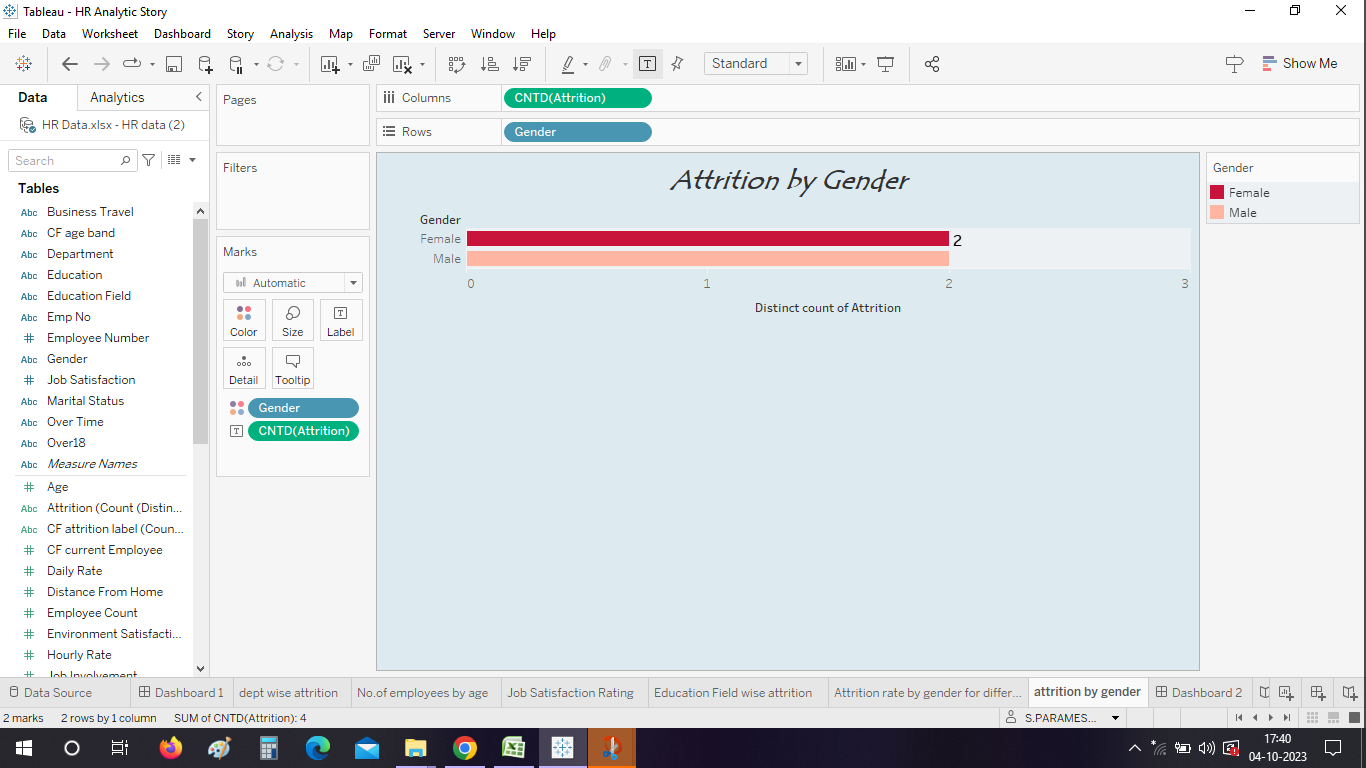 Tableau - HR Analytic Story
File Data Worksheet Dashboard Story Analysis Map Format Server Window Help
Standard
Show Me
Data Analytics
HR Data.xlsx - HR data (2)
Search
Tables
Abc Business Travel
Abc CF age band
Abc Department
Abc Education
Abc Education Field
Abc Emp No
# Employee Number
Abc Gender
# Job Satisfaction
Abc Marital Status
Abc Over Time
Abc Over18
Abc Measure Names
# Age
Abc Attrition (Count (Distin...
Abc CF attrition label (Coun...
# CF current Employee
# Daily Rate
# Distance From Home
# Employee Count
# Environment Satisfacti...
# Hourly Rate
# Job Involvement
Pages
Filters
Marks
Automatic
Color Size Label
Detail Tooltip
Gender
CNTD(Attrition)
Columns CNTD(Attrition)
Rows Gender
Attrition by Gender
Gender
Female 2
Male
0 1 2 3
Distinct count of Attrition
Gender
Female
Male
Data Source Dashboard 1 dept wise attrition No.of employees by age Job Satisfaction Rating Education Field wise attrition Attrition rate by gender for differ... attrition by gender Dashboard 2
2 marks 2 rows by 1 column SUM of CNTD(Attrition): 4 S.PARAMES...
17:40
04-10-2023